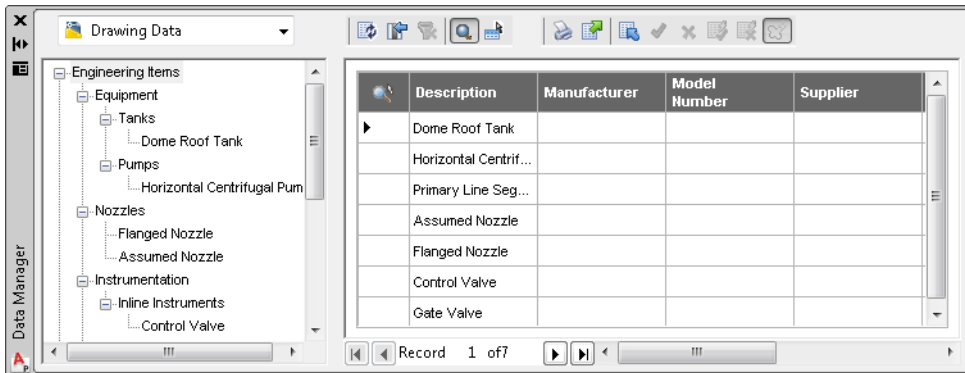 Drawing Data
Engineering Items
Equipment
Tanks
Dome Roof Tank
Pumps
Horizontal Centrifugal Pum
Nozzles
Flanged Nozzle
Assumed Nozzle
Instrumentation
Inline Instruments
Control Valve
Description Manufacturer Model Number Supplier
Dome Roof Tank
Horizontal Centrif...
Primary Line Seg...
Assumed Nozzle
Flanged Nozzle
Control Valve
Gate Valve
Record 1 of7
Data Manager